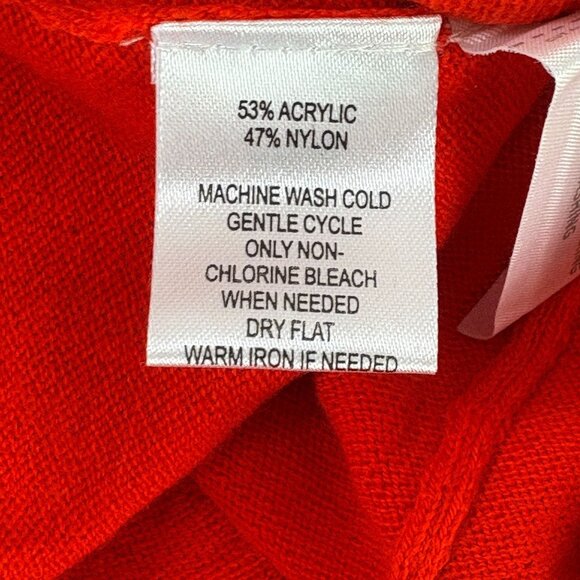 53% ACRYLIC
47% NYLON
MACHINE WASH COLD
GENTLE CYCLE
ONLY NON-
CHLORINE BLEACH
WHEN NEEDED
DRY FLAT
WARM IRON IF NEEDED